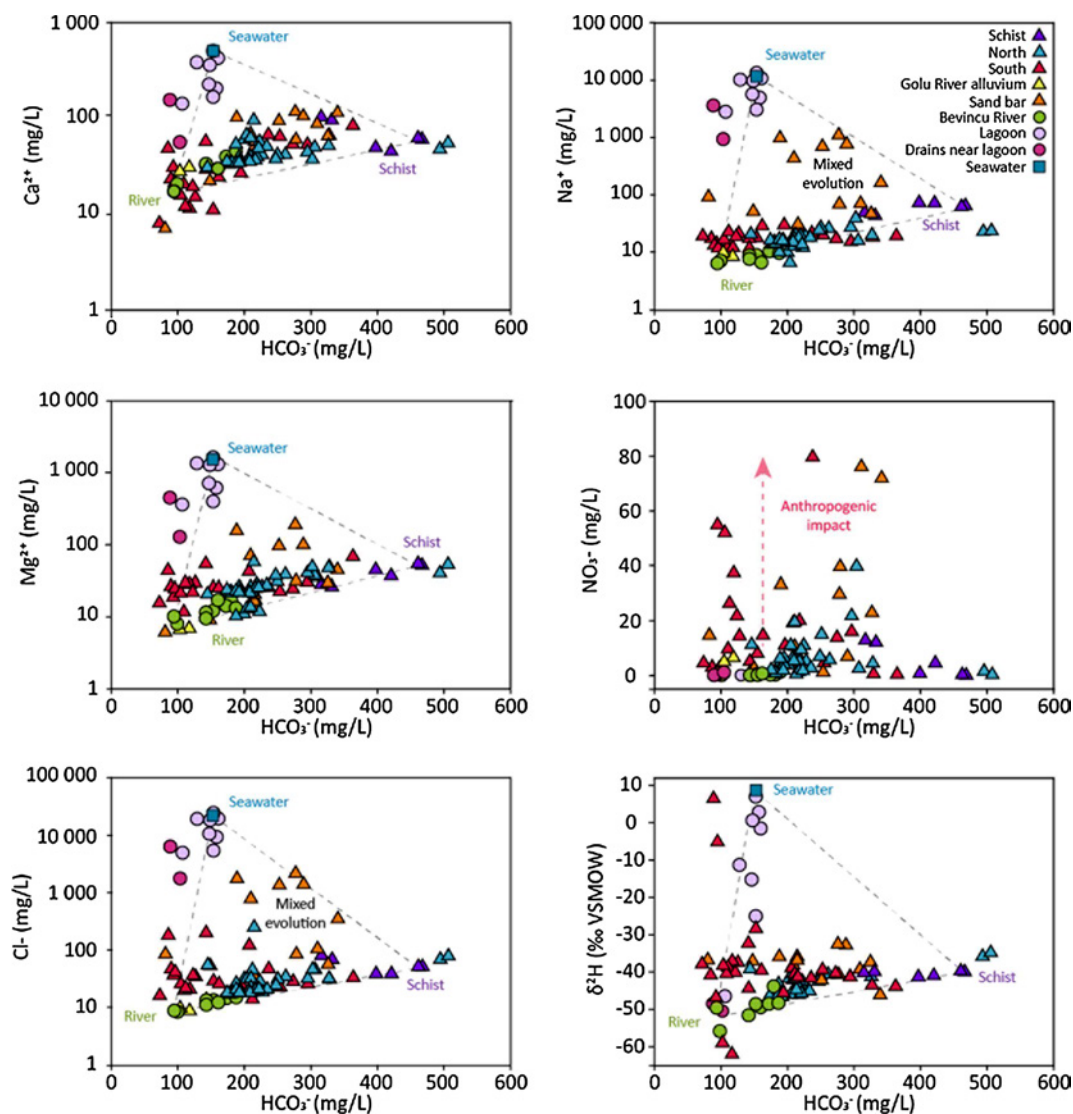 1 000
100
10
1
Ca²⁺ (mg/L)
Seawater
River
Schist
0 100 200 300 400 500 600
HCO₃⁻ (mg/L)
100 000
10 000
1 000
100
10
1
Na⁺ (mg/L)
Seawater
Mixed
evolution
River
Schist
Schist
North
South
Golu River alluvium
Sand bar
Bevincu River
Lagoon
Drains near lagoon
Seawater
0 100 200 300 400 500 600
HCO₃⁻ (mg/L)
10 000
1 000
100
10
1
Mg²⁺ (mg/L)
Seawater
Schist
River
0 100 200 300 400 500 600
HCO₃⁻ (mg/L)
100
80
60
40
20
0
NO₃- (mg/L)
Anthropogenic
impact
0 100 200 300 400 500 600
HCO₃⁻ (mg/L)
100 000
10 000
1 000
100
10
1
Cl- (mg/L)
Seawater
Mixed
evolution
River
Schist
0 100 200 300 400 500 600
HCO₃⁻ (mg/L)
10
0
-10
-20
-30
-40
-50
-60
δ²H (‰ VSMOW)
Seawater
River
Schist
0 100 200 300 400 500 600
HCO₃⁻ (mg/L)